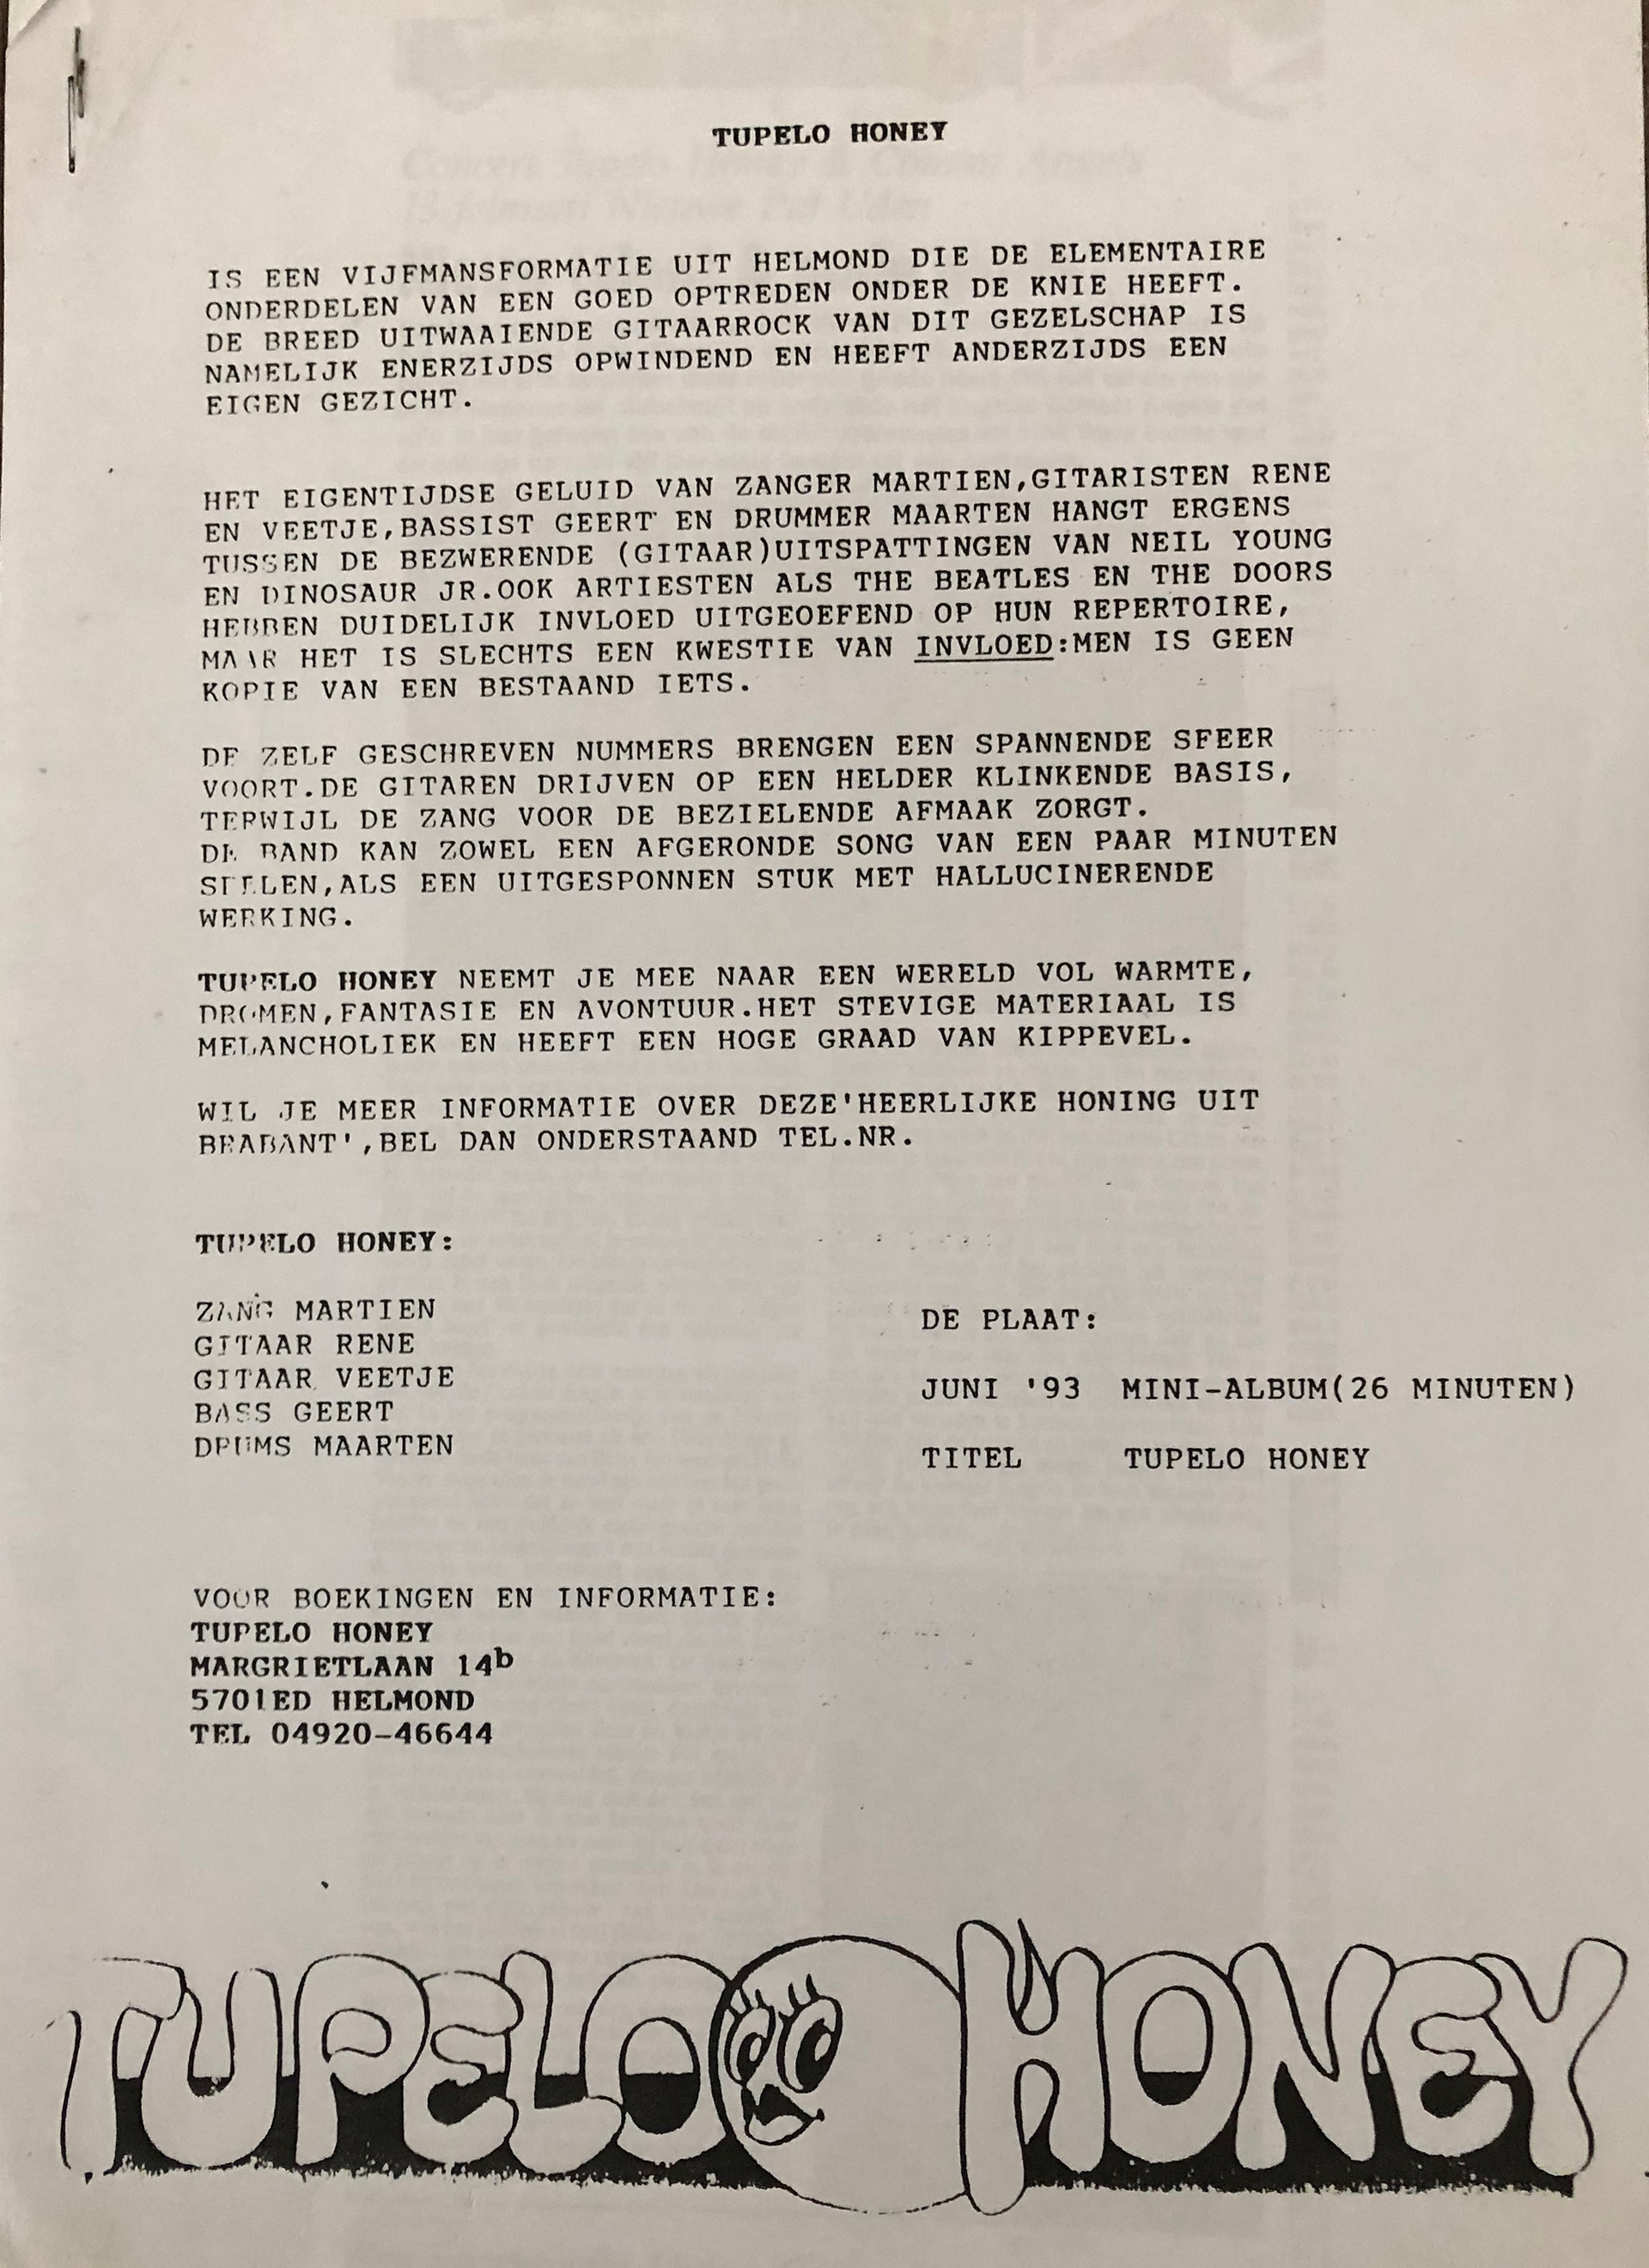 TUPELO HONEY
IS EEN VIJFMANSFORMATIE UIT HELMOND DIE DE ELEMENTAIRE
ONDERDELEN VAN EEN GOED OPTREDEN ONDER DE KNIE HEEFT.
DE BREED UITWAAIENDE GITAARROCK VAN DIT GEZELSCHAP IS
NAMELIJK ENERZIJDS OPWINDEND EN HEEFT ANDERZIJDS EEN
EIGEN GEZICHT.
HET EIGENTIJDSE GELUID VAN ZANGER MARTIEN,GITARISTEN RENE
EN VEETJE,BASSIST GEERT EN DRUMMER MAARTEN HANGT ERGENS
TUSSEN DE BEZWERENDE (GITAAR)UITSPATTINGEN VAN NEIL YOUNG
EN DINOSAUR JR.OOK ARTIESTEN ALS THE BEATLES EN THE DOORS
HEBBEN DUIDELIJK INVLOED UITGEOEFEND OP HUN REPERTOIRE,
MAAR HET IS SLECHTS EEN KWESTIE VAN INVLOED:MEN IS GEEN
KOPIE VAN EEN BESTAAND IETS.
DE ZELF GESCHREVEN NUMMERS BRENGEN EEN SPANNENDE SFEER
VOORT.DE GITAREN DRIJVEN OP EEN HELDER KLINKENDE BASIS,
TERWIJL DE ZANG VOOR DE BEZIELENDE AFMAAK ZORGT.
DE BAND KAN ZOWEL EEN AFGERONDE SONG VAN EEN PAAR MINUTEN
SPELEN,ALS EEN UITGESPONNEN STUK MET HALLUCINERENDE
WERKING.
TUPELO HONEY NEEMT JE MEE NAAR EEN WERELD VOL WARMTE,
DROMEN,FANTASIE EN AVONTUUR.HET STEVIGE MATERIAAL IS
MELANCHOLIEK EN HEEFT EEN HOGE GRAAD VAN KIPPEVEL.
WIL JE MEER INFORMATIE OVER DEZE'HEERLIJKE HONING UIT
BRABANT',BEL DAN ONDERSTAAND TEL.NR.
TUPELO HONEY:
ZANG MARTIEN
GITAAR RENE
GITAAR VEETJE
BASS GEERT
DRUMS MAARTEN
DE PLAAT:
JUNI '93 MINI-ALBUM(26 MINUTEN)
TITEL TUPELO HONEY
VOOR BOEKINGEN EN INFORMATIE:
TUPELO HONEY
MARGRIETLAAN 14b
5701ED HELMOND
TEL 04920-46644
TUPELO HONEY